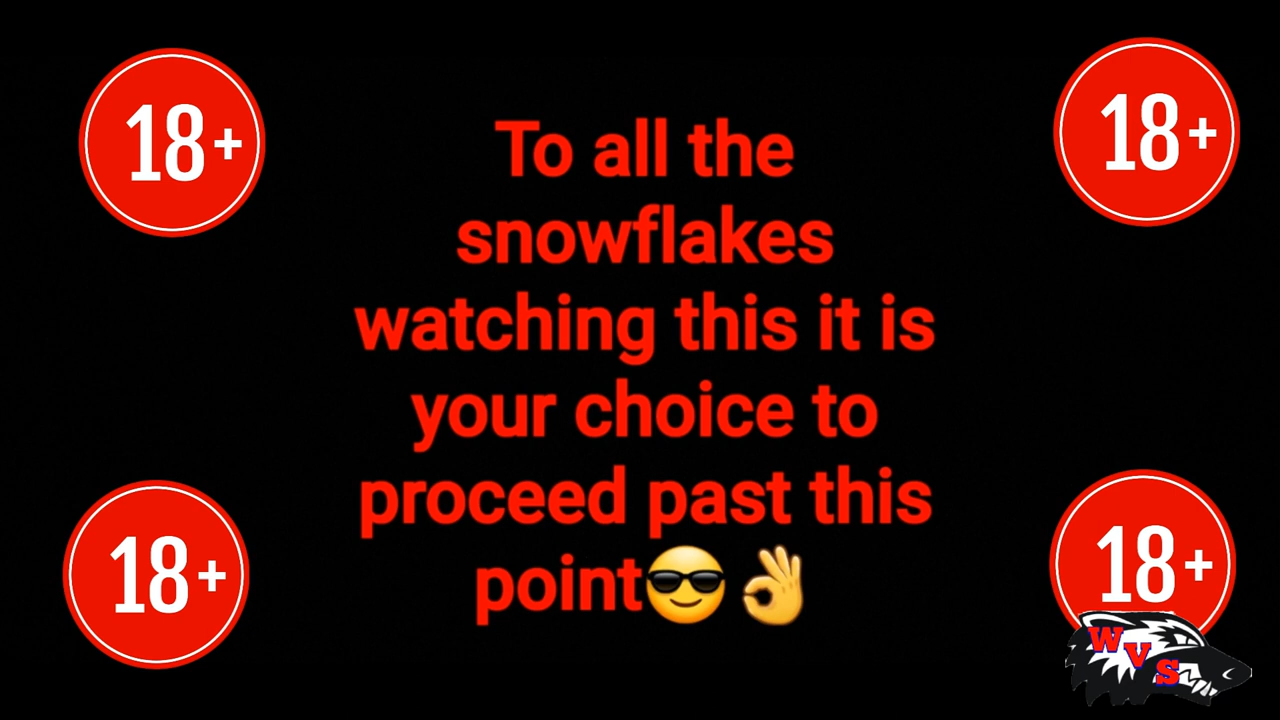 18+
18+
To all the
snowflakes
watching this it is
your choice to
proceed past this
point😎👌
18+
18+
WVS